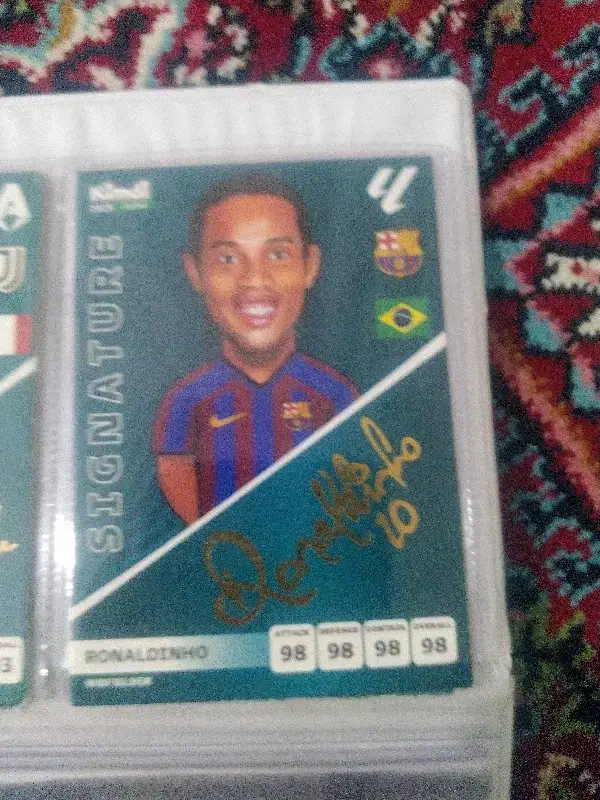 SIGNATURE
Ronaldinho
10
RONALDINHO
ATTACK DEFENCE CONTROL OVERALL
98 98 98 98